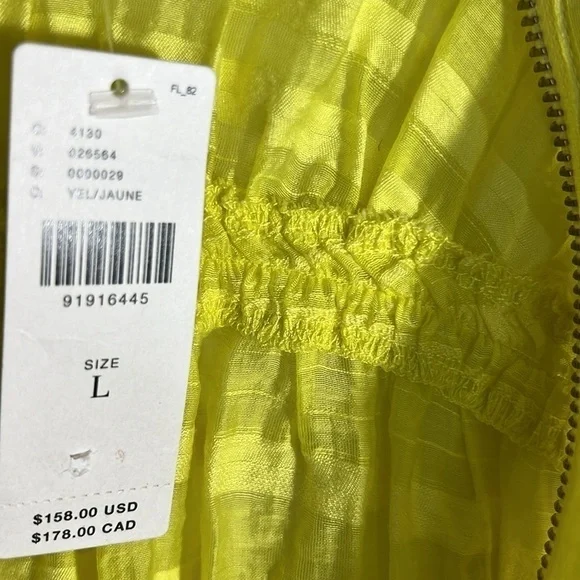 FL_82
4130
026564
0000029
YEL/JAUNE
91916445
SIZE
L
$158.00 USD
$178.00 CAD